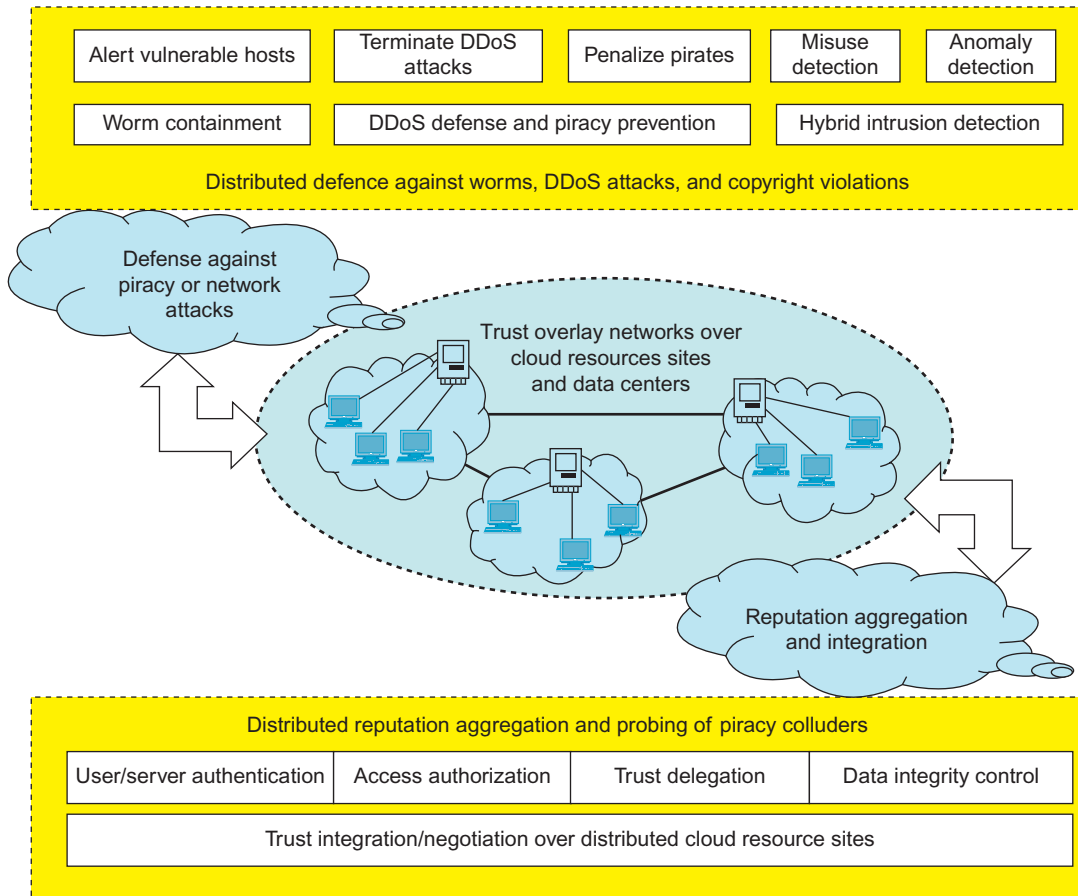 Alert vulnerable hosts
Terminate DDoS
attacks
Penalize pirates
Misuse
detection
Anomaly
detection
Worm containment
DDoS defense and piracy prevention
Hybrid intrusion detection
Distributed defence against worms, DDoS attacks, and copyright violations
Defense against
piracy or network
attacks
Trust overlay networks over
cloud resources sites
and data centers
Reputation aggregation
and integration
Distributed reputation aggregation and probing of piracy colluders
User/server authentication
Access authorization
Trust delegation
Data integrity control
Trust integration/negotiation over distributed cloud resource sites